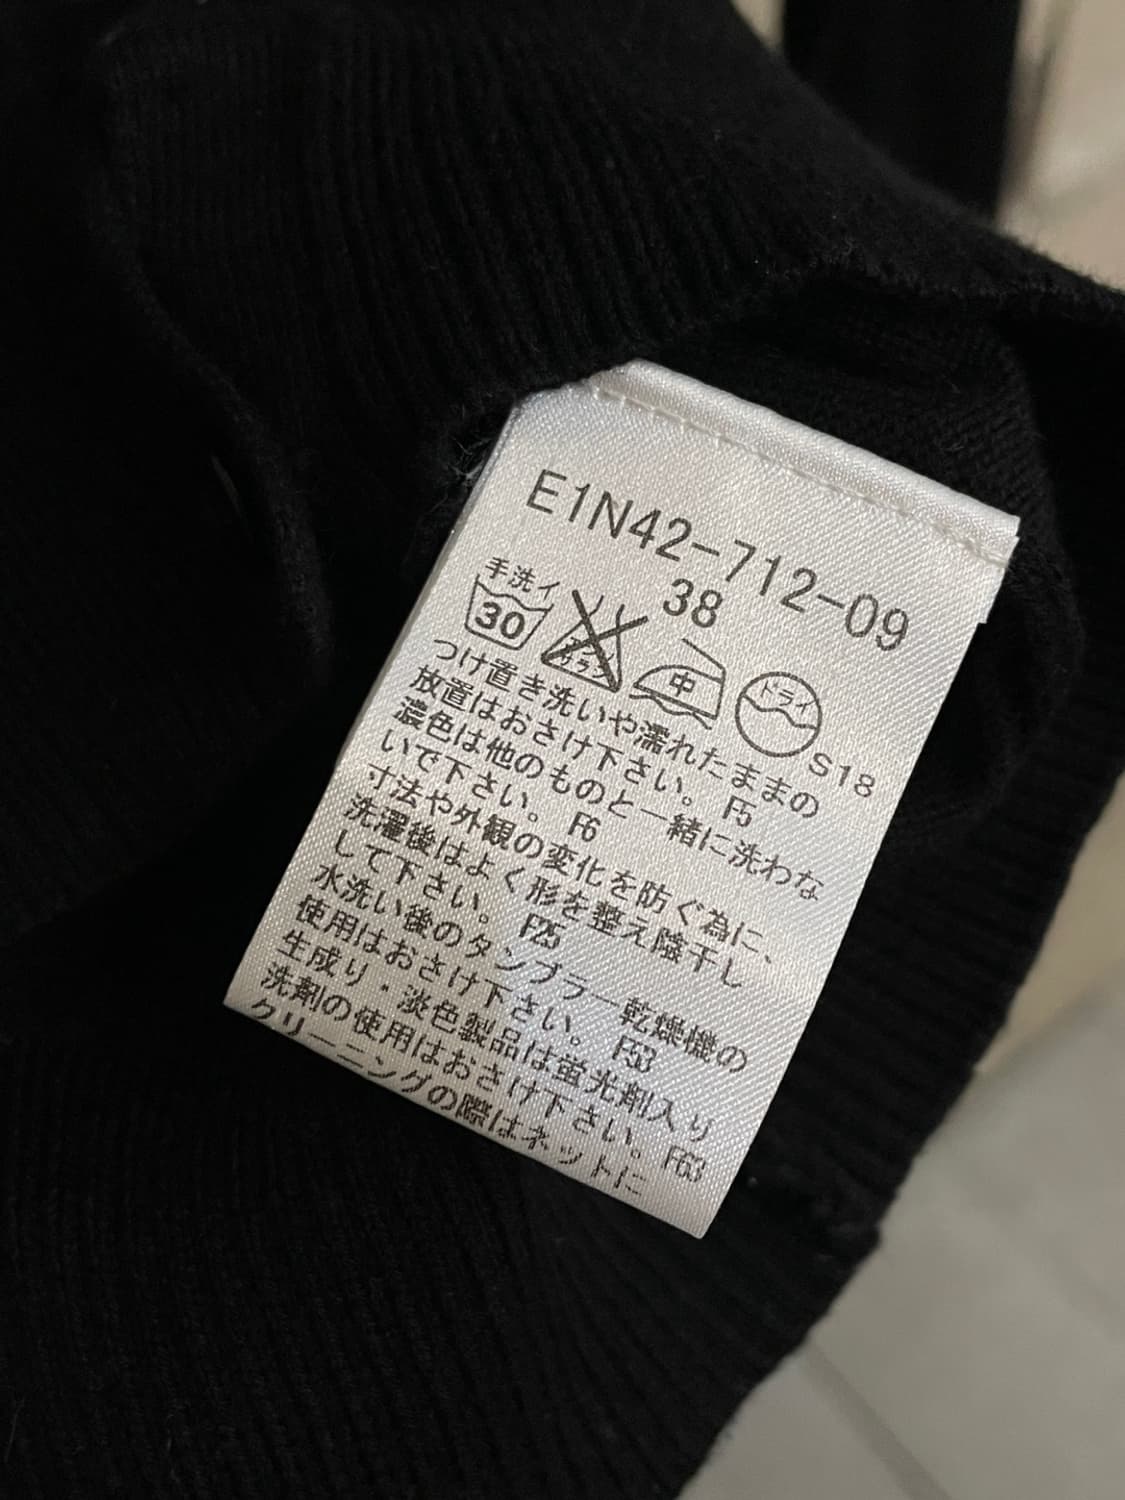 E1N42-712-09
38
手洗イ
30
エンソ
サラシ
中
ドライ
S18
つけ置き洗いや濡れたままの
放置はおさけ下さい。 F5
濃色は他のものと一緒に洗わな
いで下さい。 F6
寸法や外観の変化を防ぐ為に、
洗濯後はよく形を整え陰干し
して下さい。 F25
水洗い後のタンブラー乾燥機の
使用はおさけ下さい。 F53
生成り・淡色製品は蛍光剤入り
洗剤の使用はおさけ下さい。 F63
クリーニングの際はネットに